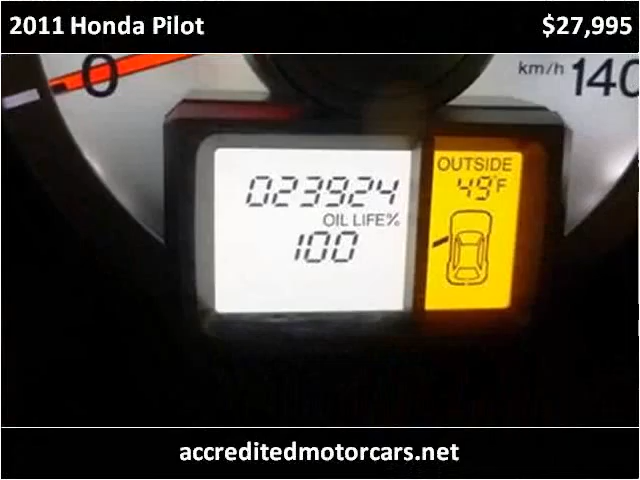 2011 Honda Pilot
$27,995
0
km/h 140
OUTSIDE
49°F
023924
OIL LIFE%
100
accreditedmotorcars.net